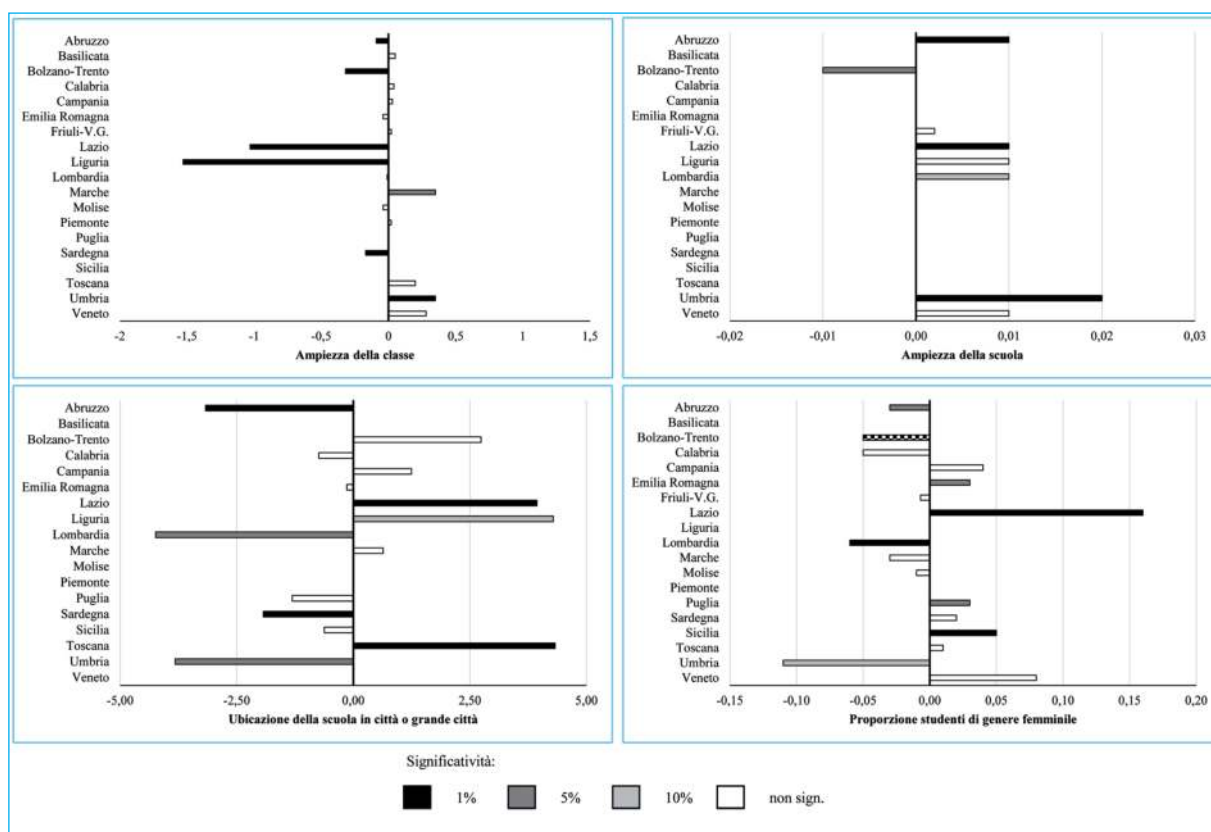 Abruzzo
Basilicata
Bolzano-Trento
Calabria
Campania
Emilia Romagna
Friuli-V.G.
Lazio
Liguria
Lombardia
Marche
Molise
Piemonte
Puglia
Sardegna
Sicilia
Toscana
Umbria
Veneto
-2 -1,5 -1 -0,5 0 0,5 1 1,5
Ampiezza della classe
Abruzzo
Basilicata
Bolzano-Trento
Calabria
Campania
Emilia Romagna
Friuli-V.G.
Lazio
Liguria
Lombardia
Marche
Molise
Piemonte
Puglia
Sardegna
Sicilia
Toscana
Umbria
Veneto
-0,02 -0,01 0,00 0,01 0,02 0,03
Ampiezza della scuola
Abruzzo
Basilicata
Bolzano-Trento
Calabria
Campania
Emilia Romagna
Lazio
Liguria
Lombardia
Marche
Molise
Piemonte
Puglia
Sardegna
Sicilia
Toscana
Umbria
Veneto
-5,00 -2,50 0,00 2,50 5,00
Ubicazione della scuola in città o grande città
Abruzzo
Basilicata
Bolzano-Trento
Calabria
Campania
Emilia Romagna
Friuli-V.G.
Lazio
Liguria
Lombardia
Marche
Molise
Piemonte
Puglia
Sardegna
Sicilia
Toscana
Umbria
Veneto
-0,15 -0,10 -0,05 0,00 0,05 0,10 0,15 0,20
Proporzione studenti di genere femminile
Significatività:
1% 5% 10% non sign.